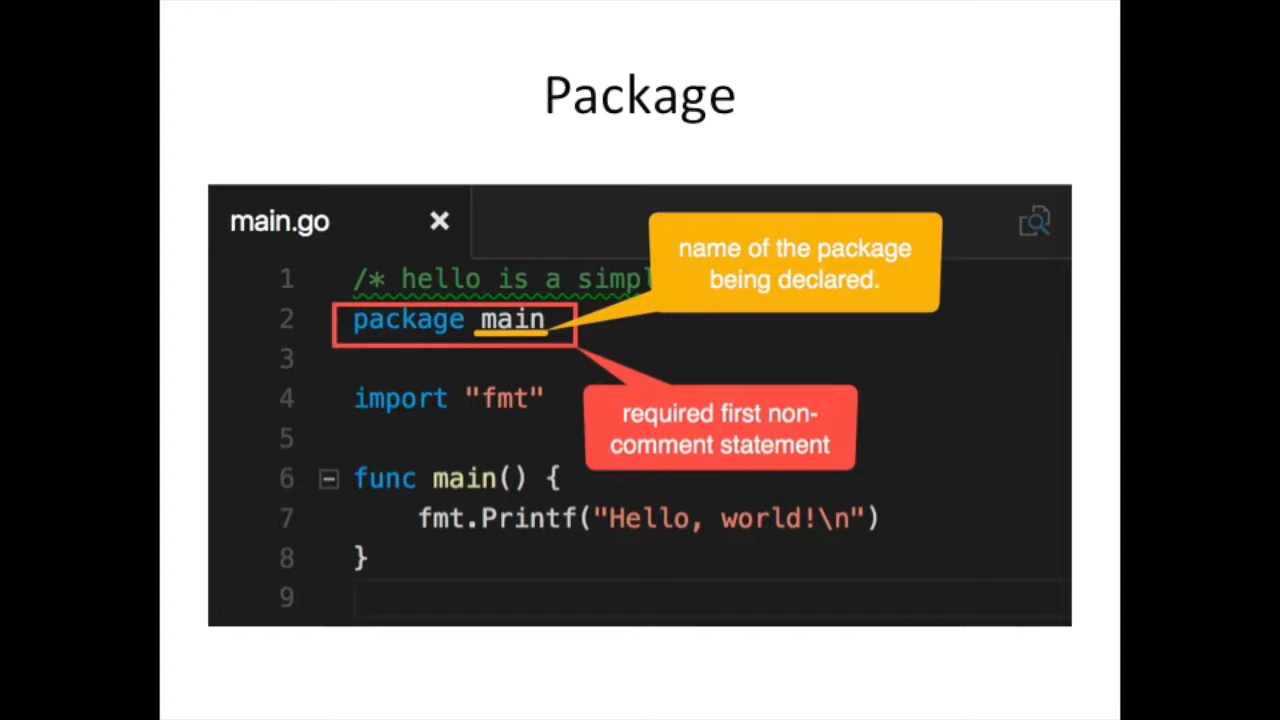 Package
main.go
name of the package
being declared.
1 /* hello is a simpl
2 package main
3
4 import "fmt"
required first non-
comment statement
5
6 func main() {
7 fmt.Printf("Hello, world!\n")
8 }
9